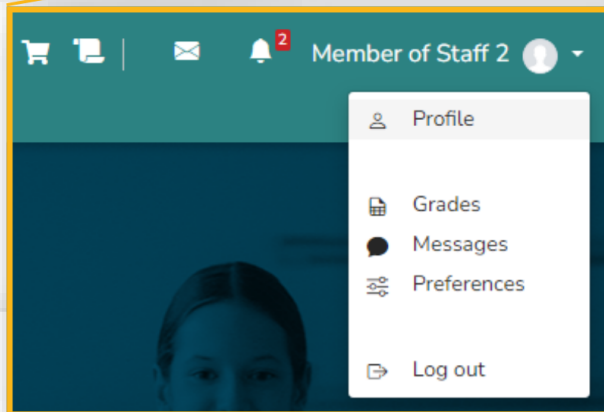 2
Member of Staff 2
Profile
Grades
Messages
Preferences
Log out